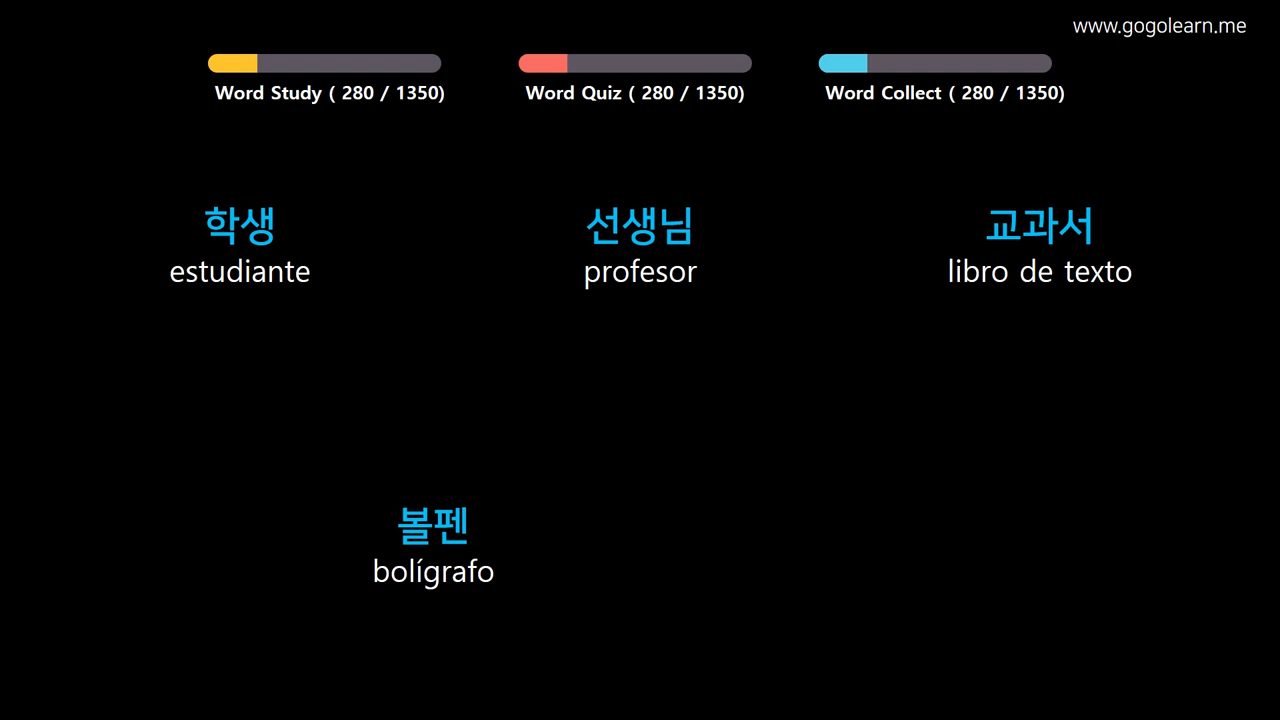 www.gogolearn.me
Word Study ( 280 / 1350)
Word Quiz ( 280 / 1350)
Word Collect ( 280 / 1350)
학생
estudiante
선생님
profesor
교과서
libro de texto
볼펜
bolígrafo